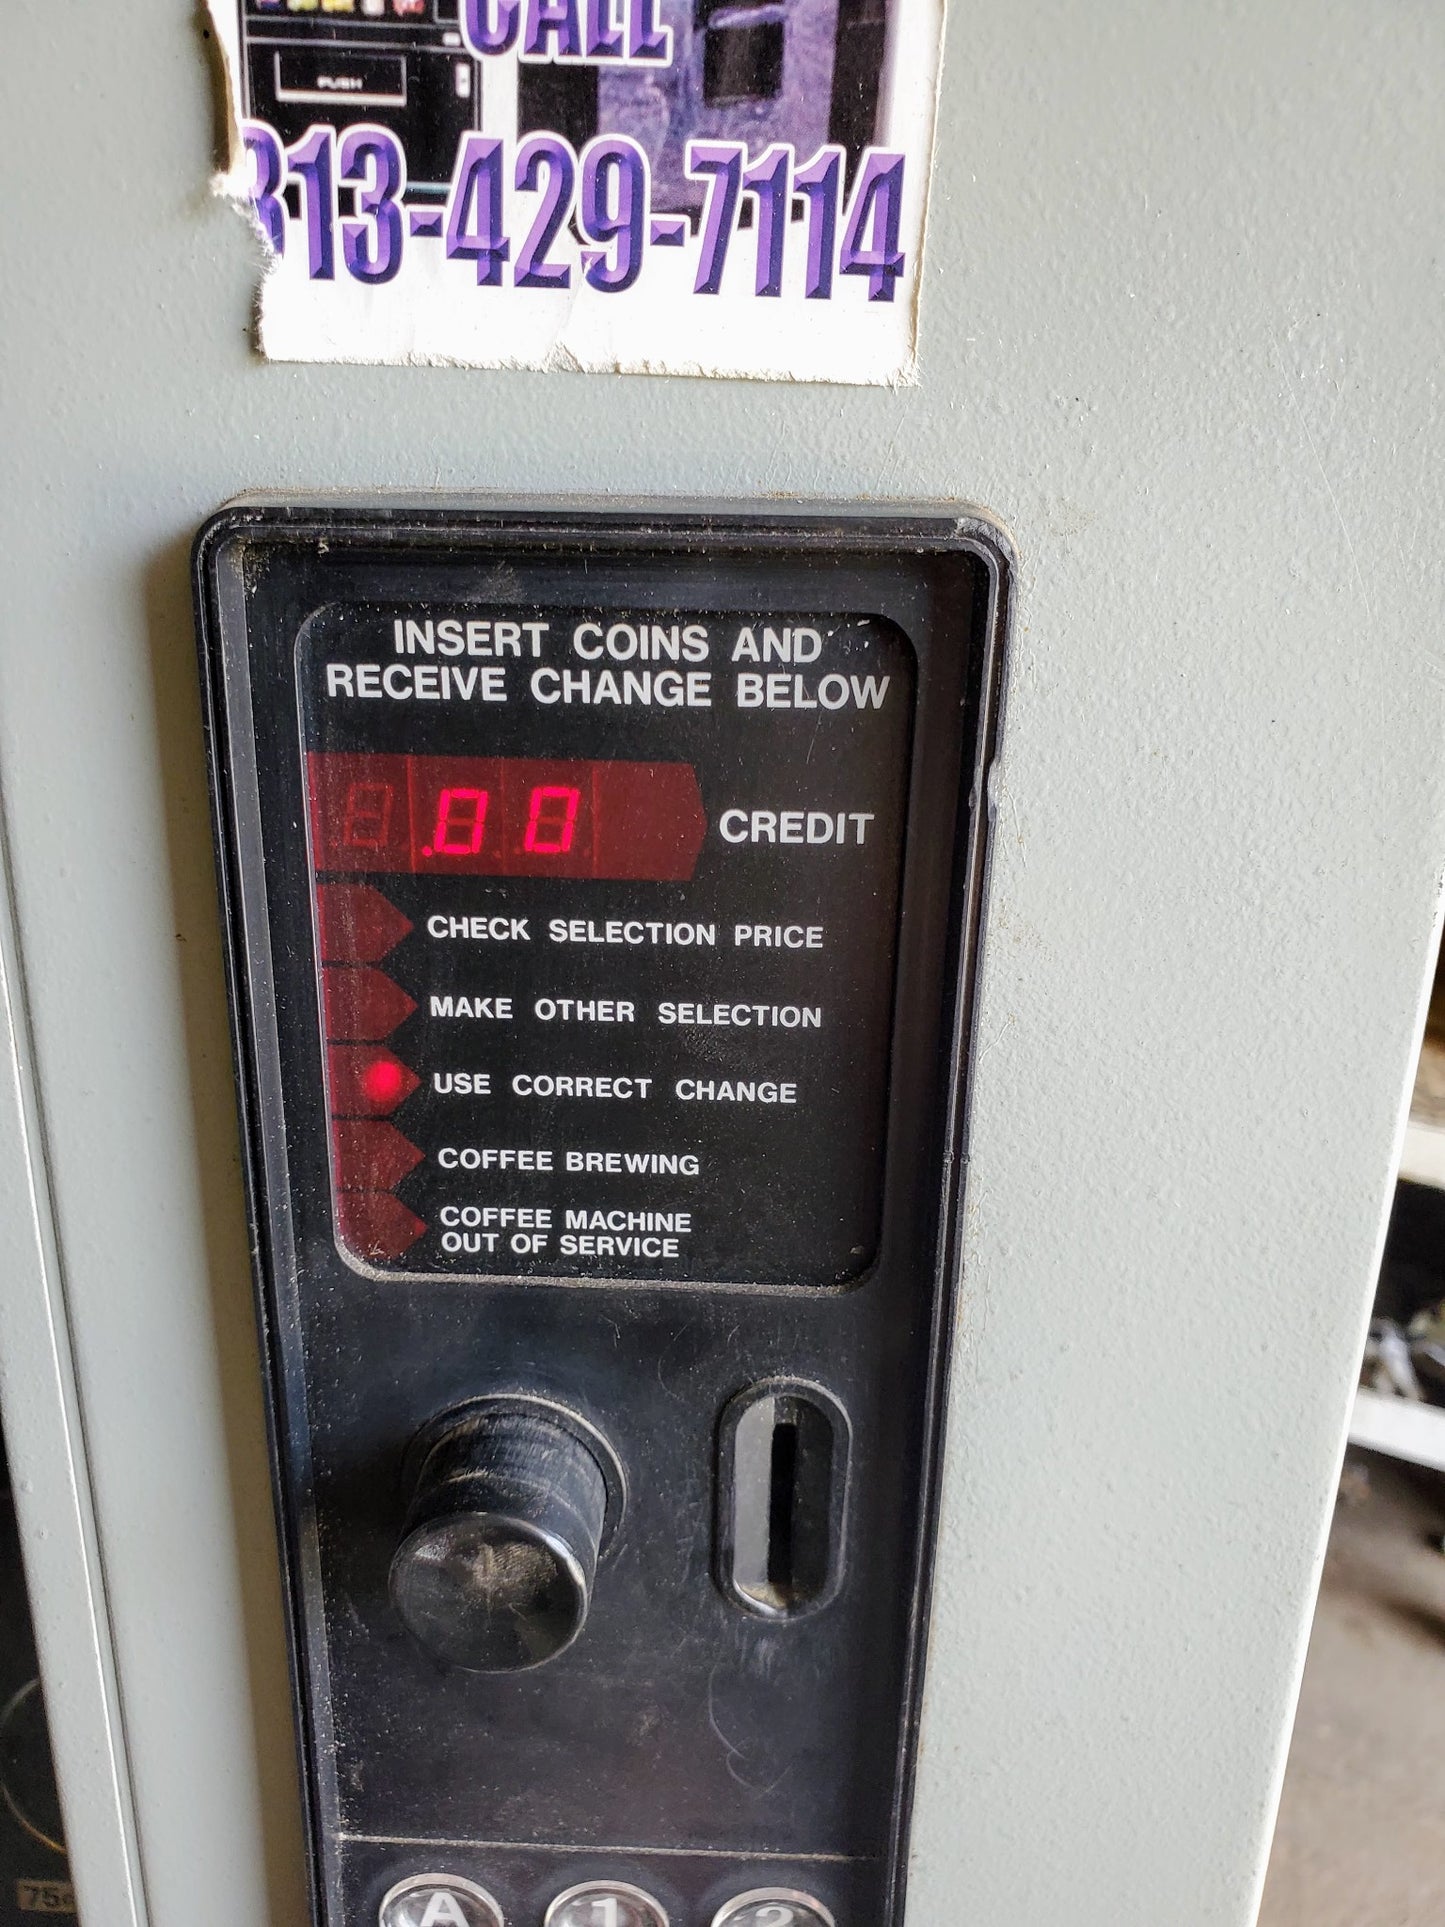 CALL
PUSH
313-429-7114
INSERT COINS AND
RECEIVE CHANGE BELOW
.00
CREDIT
CHECK SELECTION PRICE
MAKE OTHER SELECTION
USE CORRECT CHANGE
COFFEE BREWING
COFFEE MACHINE
OUT OF SERVICE
75¢
A 1 2